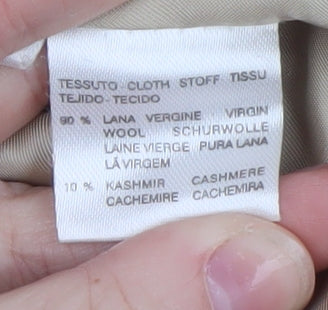 TESSUTO CLOTH STOFF TISSU
TEJIDO-TECIDO
90 % LANA VERGINE VIRGIN
WOOL SCHURWOLLE
LAINE VIERGE PURA LANA
LÃ VIRGEM
10 % KASHMIR CASHMERE
CACHEMIRE CACHEMIRA